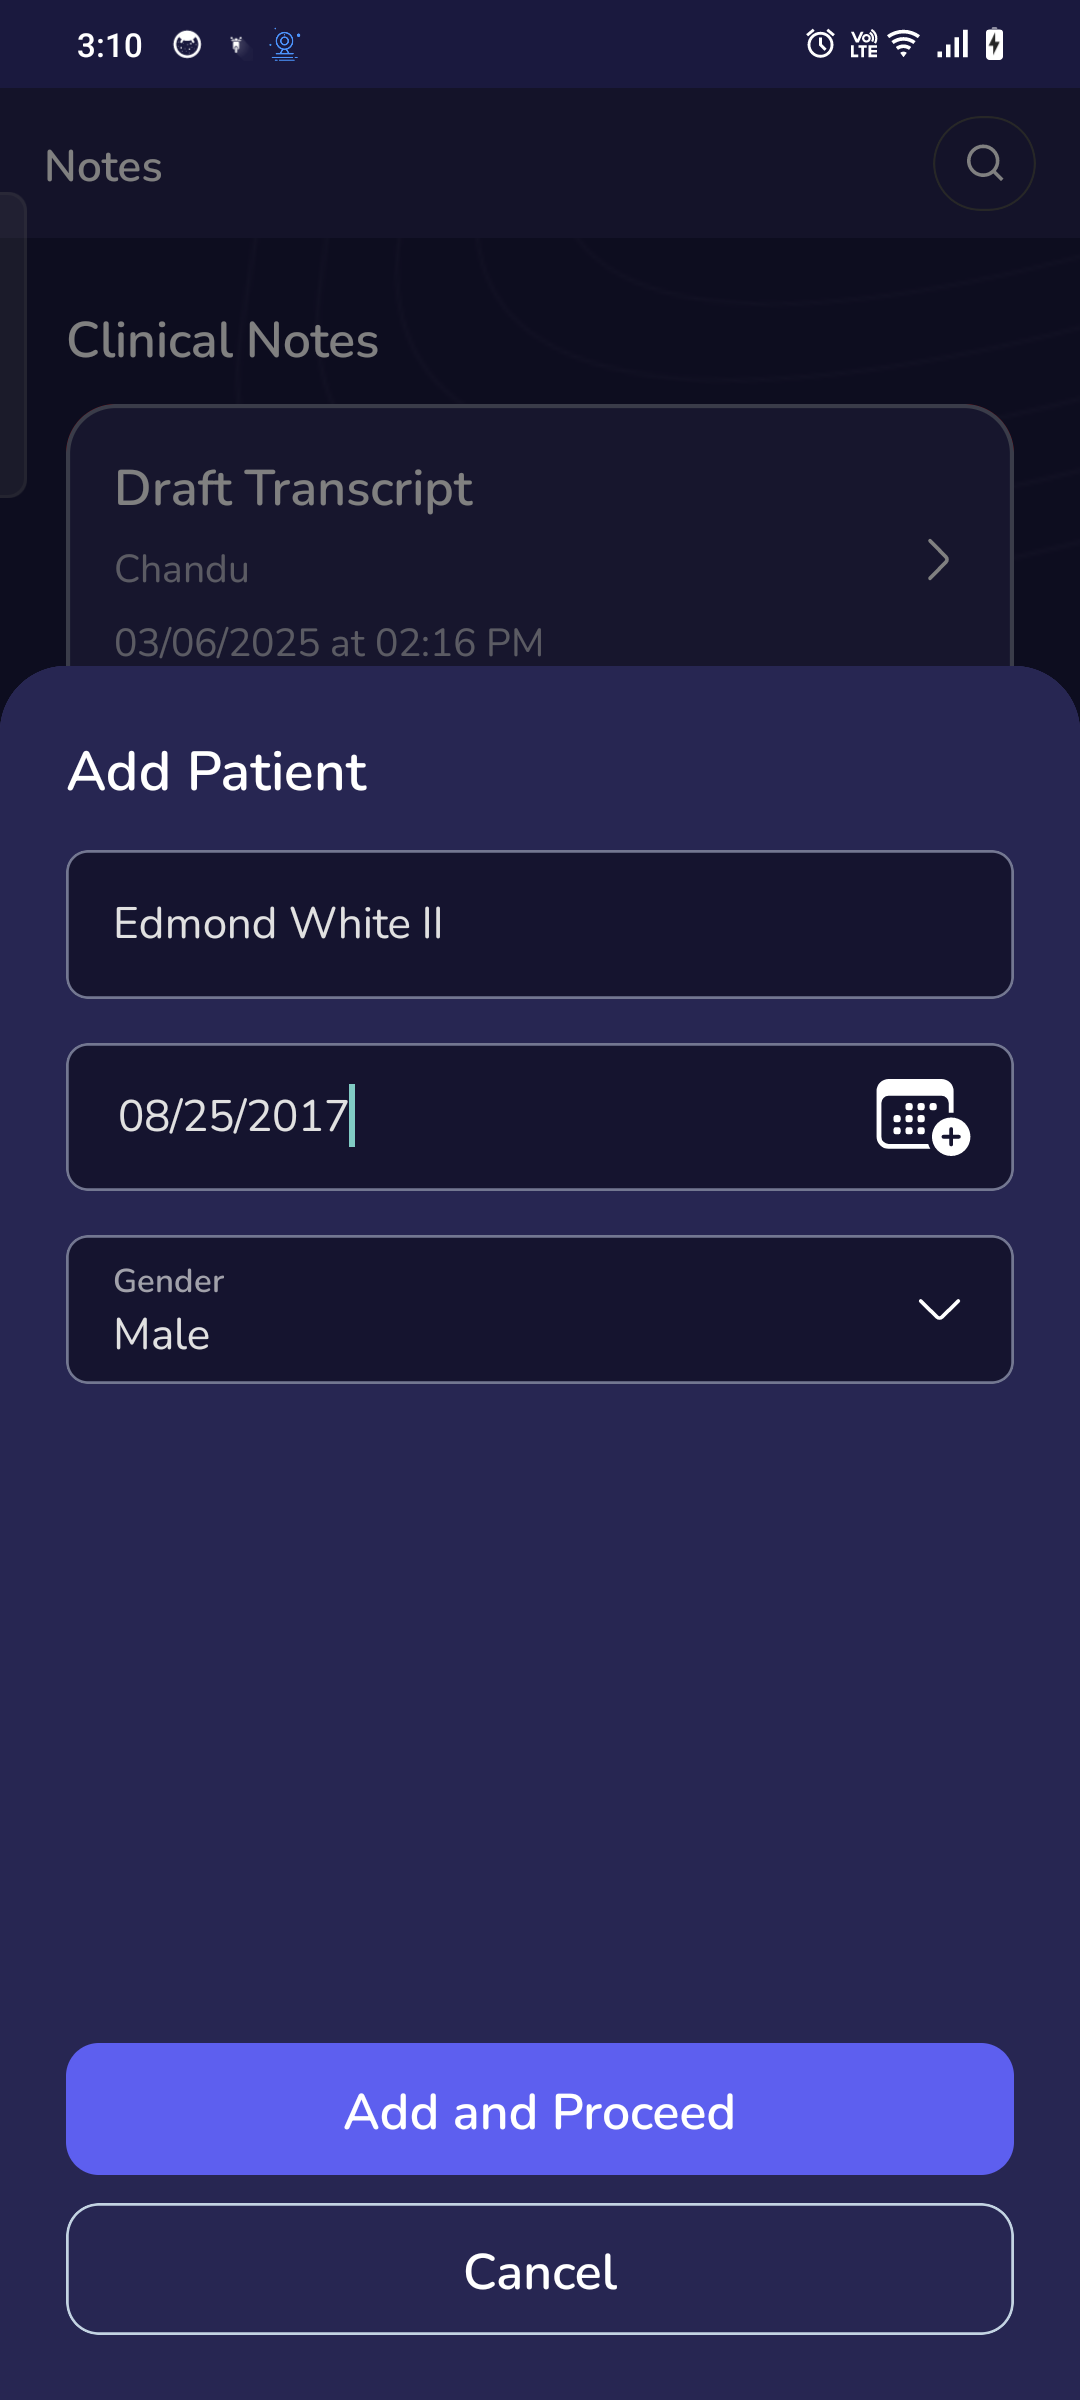 3:10
Vo) LTE
Notes
Clinical Notes
Draft Transcript
Chandu
03/06/2025 at 02:16 PM
Add Patient
Edmond White II
08/25/2017
Gender
Male
Add and Proceed
Cancel